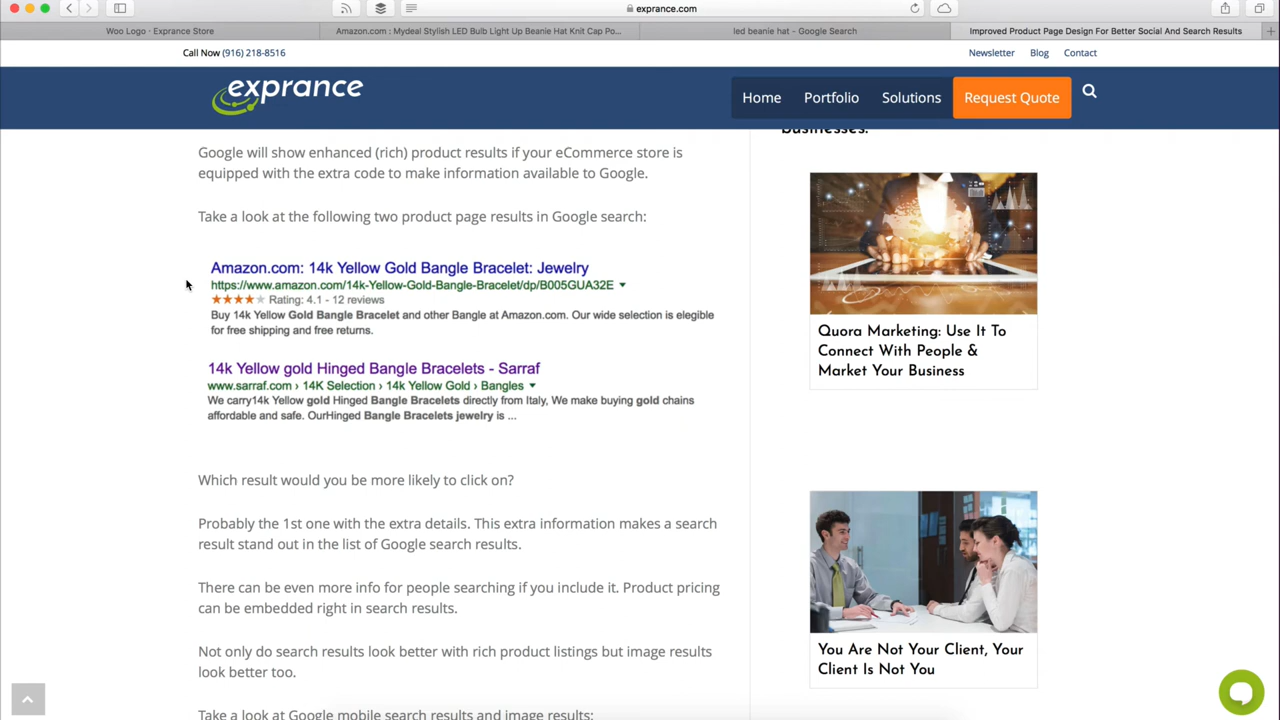 exprance.com
Woo Logo · Exprance Store
Amazon.com : Mydeal Stylish LED Bulb Light Up Beanie Hat Knit Cap Po...
led beanie hat - Google Search
Improved Product Page Design For Better Social And Search Results
Call Now (916) 218-8516
Newsletter
Blog
Contact
exprance
Home
Portfolio
Solutions
Request Quote
Google will show enhanced (rich) product results if your eCommerce store is
equipped with the extra code to make information available to Google.
Take a look at the following two product page results in Google search:
Amazon.com: 14k Yellow Gold Bangle Bracelet: Jewelry
https://www.amazon.com/14k-Yellow-Gold-Bangle-Bracelet/dp/B005GUA32E
Rating: 4.1 - 12 reviews
Buy 14k Yellow Gold Bangle Bracelet and other Bangle at Amazon.com. Our wide selection is elegible
for free shipping and free returns.
14k Yellow gold Hinged Bangle Bracelets - Sarraf
www.sarraf.com › 14K Selection › 14k Yellow Gold › Bangles
We carry14k Yellow gold Hinged Bangle Bracelets directly from Italy, We make buying gold chains
affordable and safe. OurHinged Bangle Bracelets jewelry is ...
Which result would you be more likely to click on?
Probably the 1st one with the extra details. This extra information makes a search
result stand out in the list of Google search results.
There can be even more info for people searching if you include it. Product pricing
can be embedded right in search results.
Not only do search results look better with rich product listings but image results
look better too.
Take a look at Google mobile search results and image results:
businesses.
Quora Marketing: Use It To
Connect With People &
Market Your Business
You Are Not Your Client, Your
Client Is Not You